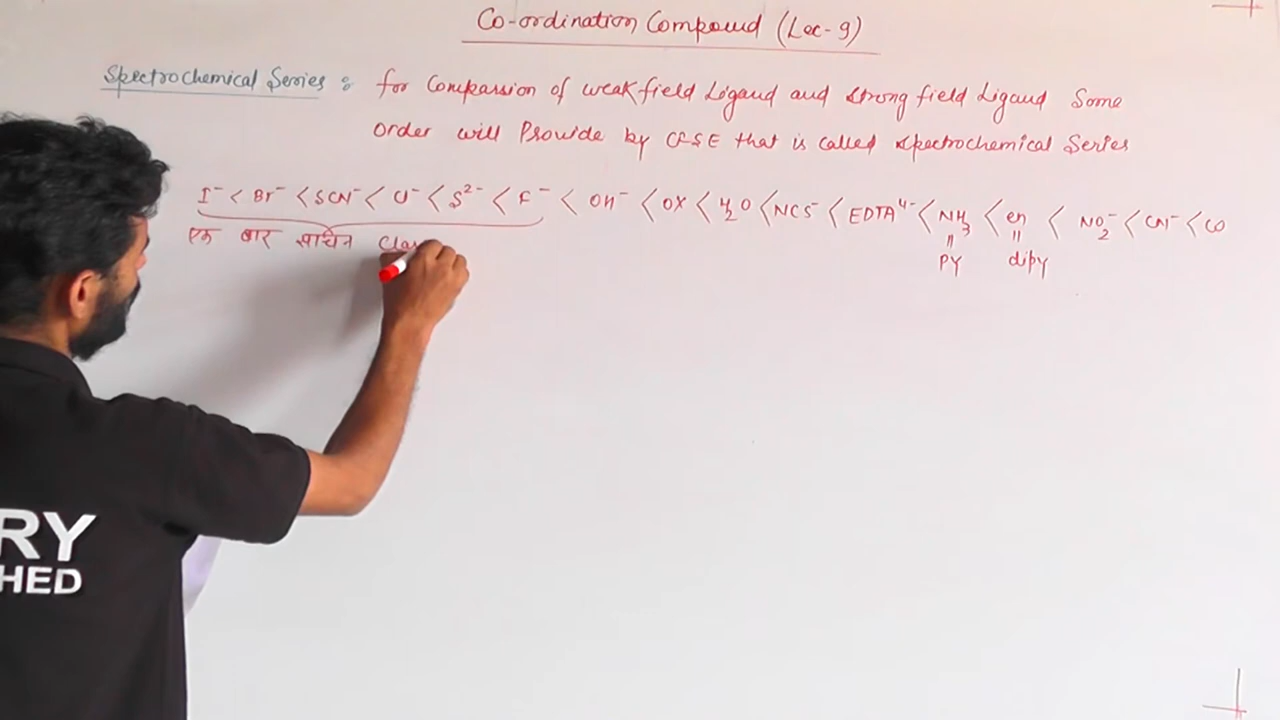 Co-ordination Compound (Lec-9)
Spectrochemical Series : for Compassion of weak field Ligand and strong field Ligand Some
Order will Provide by CFSE that is called spectrochemical Series
I⁻ < Br⁻ < SCN⁻ < Cl⁻ < S²⁻ < F⁻ < OH⁻ < OX < H₂O < NCS⁻ < EDTA⁴⁻ < NH₃ < en < NO₂⁻ < CN⁻ < CO
एक बार साचिन Clas
॥ ॥
PY dipy
RY
HED